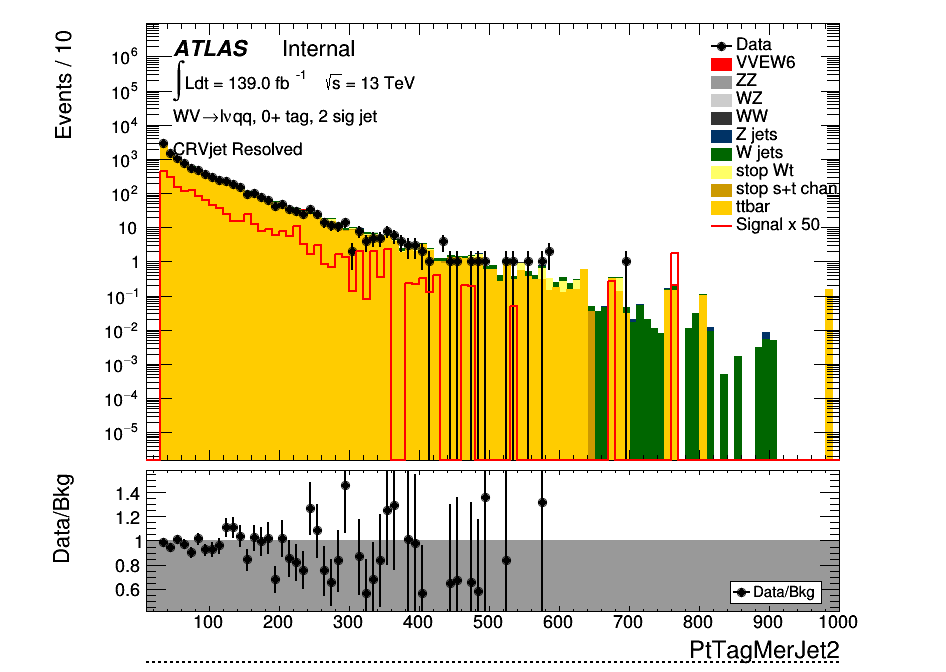 Events / 10
ATLAS Internal
∫Ldt = 139.0 fb⁻¹ √s = 13 TeV
WV→lνqq, 0+ tag, 2 sig jet
CRVjet Resolved
Data
VVEW6
ZZ
WZ
WW
Z jets
W jets
stop Wt
stop s+t chan
ttbar
Signal x 50
10⁶
10⁵
10⁴
10³
10²
10
1
10⁻¹
10⁻²
10⁻³
10⁻⁴
10⁻⁵
Data/Bkg
1.4
1.2
1
0.8
0.6
Data/Bkg
100 200 300 400 500 600 700 800 900 1000
PtTagMerJet2